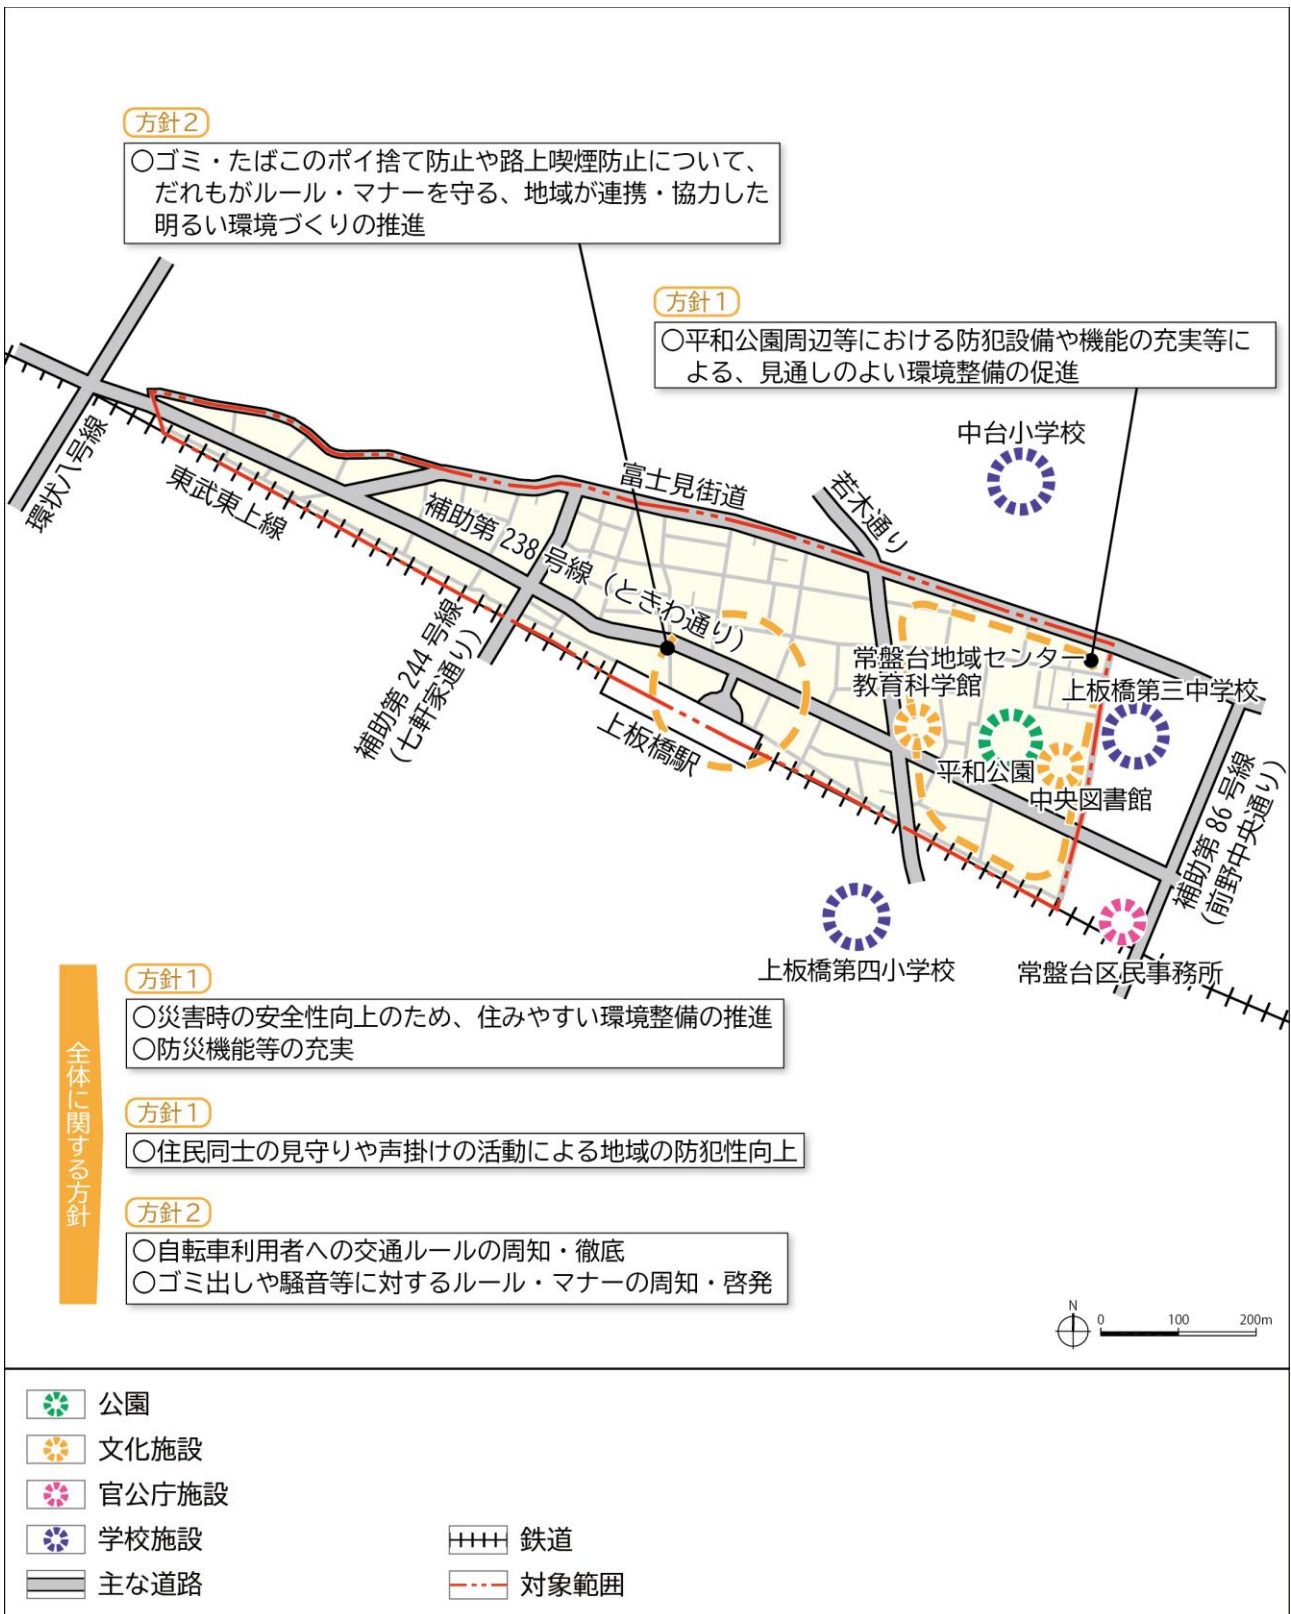 方針2
○ゴミ・たばこのポイ捨て防止や路上喫煙防止について、
だれもがルール・マナーを守る、地域が連携・協力した
明るい環境づくりの推進
方針1
○平和公園周辺等における防犯設備や機能の充実等に
よる、見通しのよい環境整備の促進
中台小学校
環状八号線
東武東上線
富士見街道
若木通り
補助第238号線（ときわ通り）
補助第244号線
（七軒家通り）
上板橋駅
常盤台地域センター
教育科学館
上板橋第三中学校
平和公園
中央図書館
補助第86号線
（前野中央通り）
上板橋第四小学校
常盤台区民事務所
全体に関する方針
方針1
○災害時の安全性向上のため、住みやすい環境整備の推進
○防災機能等の充実
方針1
○住民同士の見守りや声掛けの活動による地域の防犯性向上
方針2
○自転車利用者への交通ルールの周知・徹底
○ゴミ出しや騒音等に対するルール・マナーの周知・啓発
N
0 100 200m
公園
文化施設
官公庁施設
学校施設
主な道路
鉄道
対象範囲